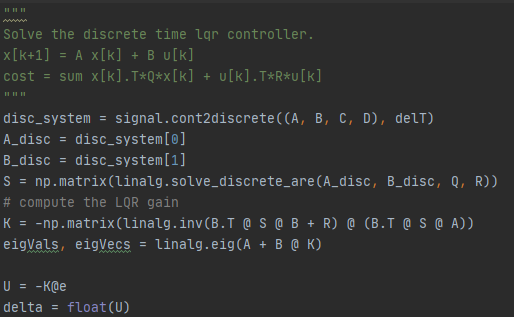 """
Solve the discrete time lqr controller.
x[k+1] = A x[k] + B u[k]
cost = sum x[k].T*Q*x[k] + u[k].T*R*u[k]
"""
disc_system = signal.cont2discrete((A, B, C, D), delT)
A_disc = disc_system[0]
B_disc = disc_system[1]
S = np.matrix(linalg.solve_discrete_are(A_disc, B_disc, Q, R))
# compute the LQR gain
K = -np.matrix(linalg.inv(B.T @ S @ B + R) @ (B.T @ S @ A))
eigVals, eigVecs = linalg.eig(A + B @ K)
U = -K@e
delta = float(U)